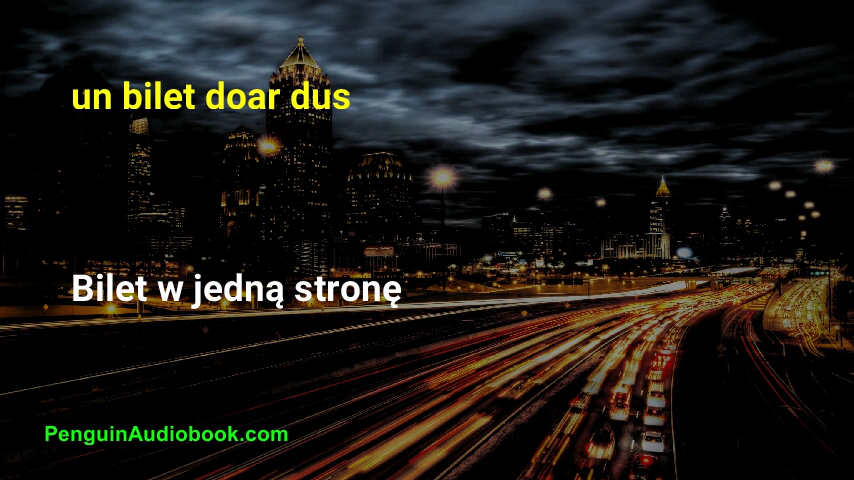 un bilet doar dus
Bilet w jedną stronę
PenguinAudiobook.com